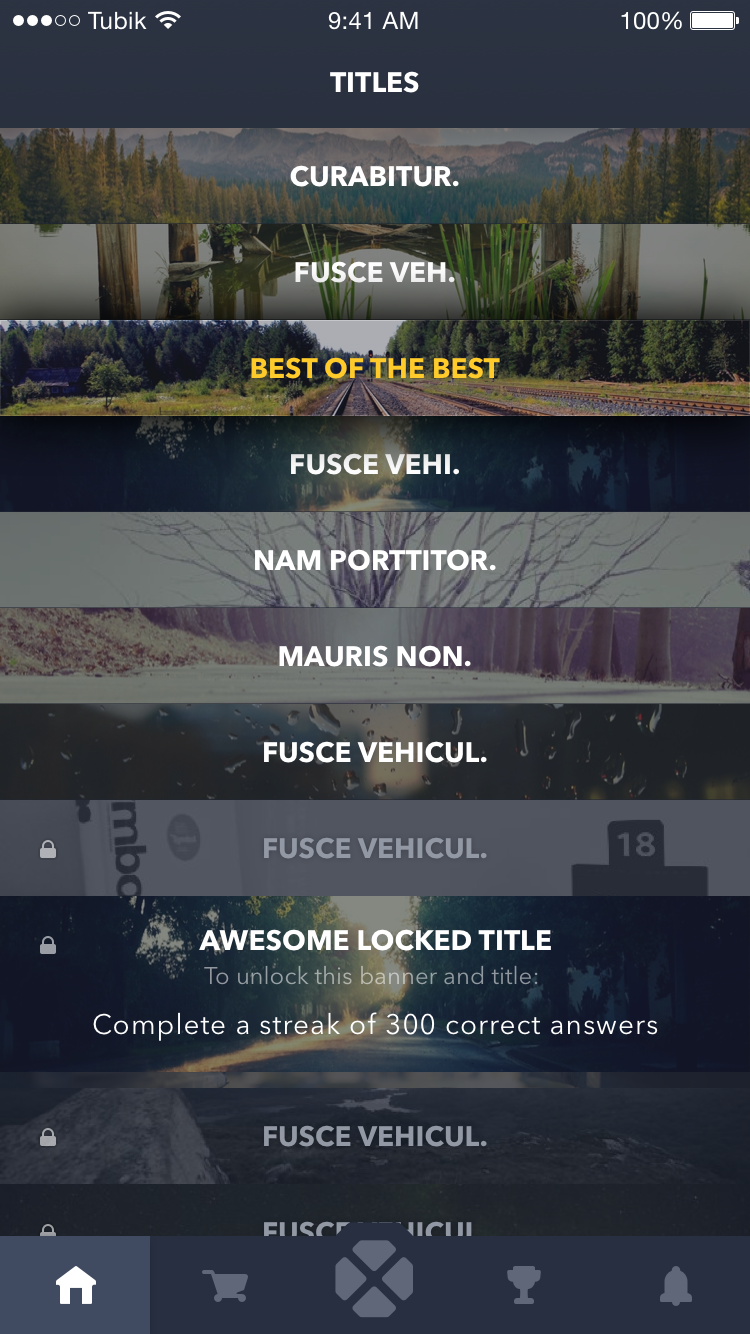 Tubik 9:41 AM 100%
TITLES
CURABITUR.
FUSCE VEH.
BEST OF THE BEST
FUSCE VEHI.
NAM PORTTITOR.
MAURIS NON.
FUSCE VEHICUL.
FUSCE VEHICUL.
18
AWESOME LOCKED TITLE
To unlock this banner and title:
Complete a streak of 300 correct answers
FUSCE VEHICUL.